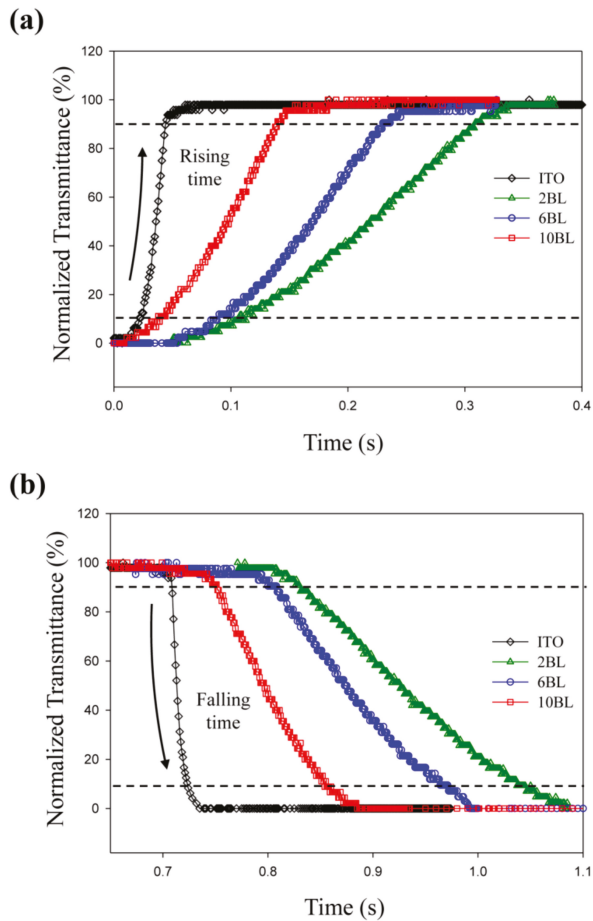 (a)
120
100
80
60
40
20
0
Normalized Transmittance (%)
Rising
time
ITO
2BL
6BL
10BL
0.0 0.1 0.2 0.3 0.4
Time (s)
(b)
120
100
80
60
40
20
0
Normalized Transmittance (%)
Falling
time
ITO
2BL
6BL
10BL
0.7 0.8 0.9 1.0 1.1
Time (s)